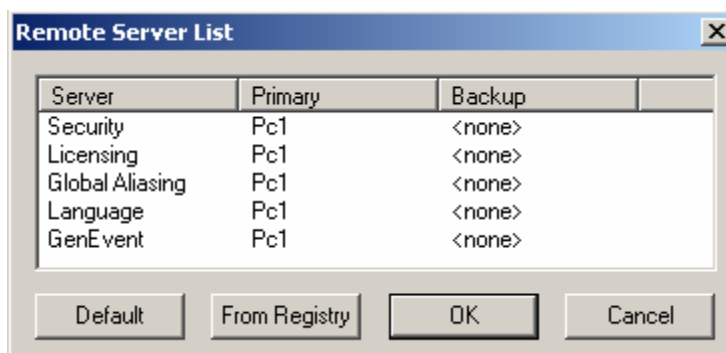 Remote Server List
Server Primary Backup
Security Pc1 <none>
Licensing Pc1 <none>
Global Aliasing Pc1 <none>
Language Pc1 <none>
GenEvent Pc1 <none>
Default From Registry OK Cancel